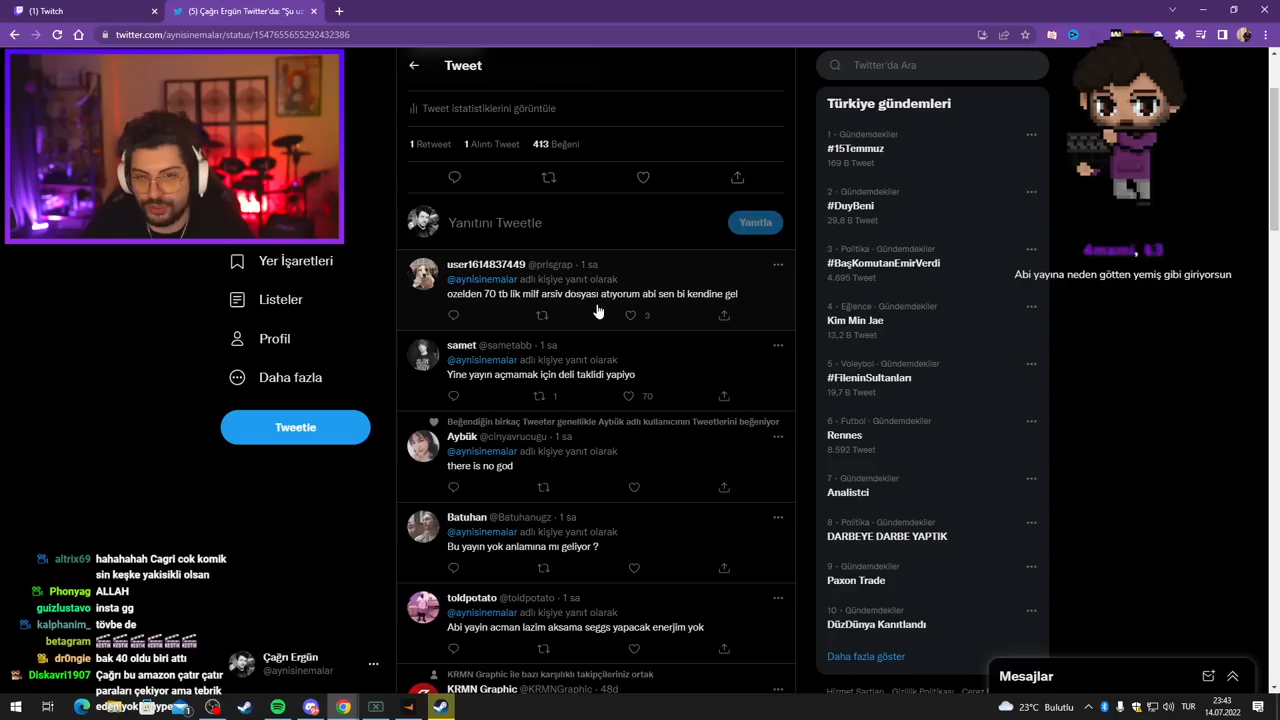 (1) Twitch
(1) Çağrı Ergün "Şu uz
twitter.com/aynisinemalar/status/1547655655292432386
Tweet
Tweet istatistiklerini görüntüle
1 Retweet 1 Alıntı Tweet 413 Beğeni
Yanıtını Tweetle
Yanıtla
user1614837449 @prlsgrap · 1 sa
@aynisinemalar adlı kişiye yanıt olarak
ozelden 70 tb lik milf arsiv dosyası atıyorum abi sen bi kendine gel
3
samet @sametabb · 1 sa
@aynisinemalar adlı kişiye yanıt olarak
Yine yayın açmamak için deli taklidi yapiyo
1 70
Beğendiğin birkaç Tweeter genellikle Aybük adlı kullanıcının Tweetlerini beğeniyor
Aybük @cinyavrucugu · 1 sa
@aynisinemalar adlı kişiye yanıt olarak
there is no god
Batuhan @Batuhanugz · 1 sa
@aynisinemalar adlı kişiye yanıt olarak
Bu yayın yok anlamına mı geliyor ?
toldpotato @toldpotato · 1 sa
@aynisinemalar adlı kişiye yanıt olarak
Abi yayin acman lazim aksama seggs yapacak enerjim yok
KRMN Graphic ile bazı karşılıklı takipçileriniz ortak
KRMN Graphic @KRMNGraphic · 48d
Yer İşaretleri
Listeler
Profil
Daha fazla
Tweetle
altrix69 hahahahah Cagrl cok komik
sin keşke yakisikli olsan
Phonyag ALLAH
guizlustavo insta gg
kalphanim_ tövbe de
betagram
dr0ngie bak 40 oldu biri attı
Diskavri1907 Çağrı bu amazon çatır çatır
paraları çekiyor ama tebrik
Çağrı Ergün
@aynisinemalar
Twitter'da Ara
Türkiye gündemleri
1 · Gündemdekiler
#15Temmuz
169 B Tweet
2 · Gündemdekiler
#DuyBeni
29,8 B Tweet
3 · Politika · Gündemdekiler
#BaşKomutanEmirVerdi
4.695 Tweet
4 · Eğlence · Gündemdekiler
Kim Min Jae
13,2 B Tweet
5 · Voleybol · Gündemdekiler
#FileninSultanları
19,7 B Tweet
6 · Futbol · Gündemdekiler
Rennes
8.592 Tweet
7 · Gündemdekiler
Analistci
8 · Politika · Gündemdekiler
DARBEYE DARBE YAPTIK
9 · Gündemdekiler
Paxon Trade
10 · Gündemdekiler
DüzDünya Kanıtlandı
Daha fazla göster
Hizmet Şartları Gizlilik Politikası
Abi yayına neden götten yemiş gibi giriyorsun
Mesajlar
23°C Bulutlu
TUR
23:43
14.07.2022